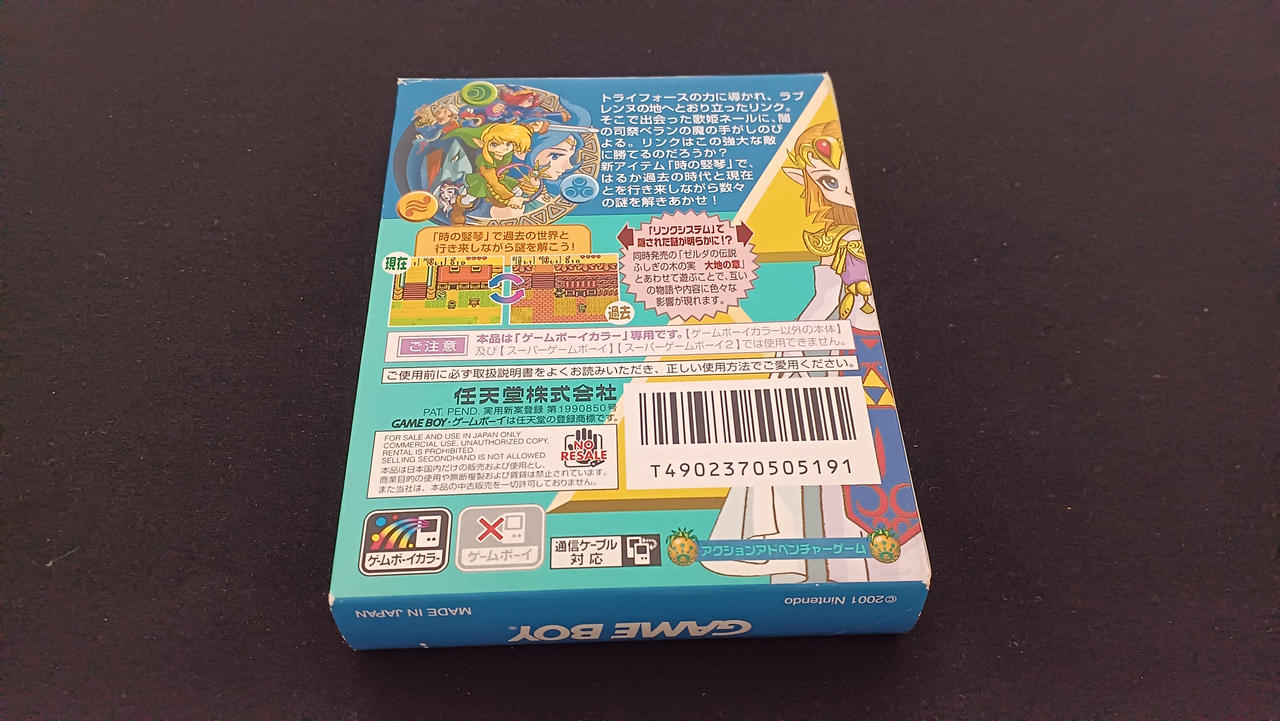 トライフォースの力に導かれ、ラブ
レンヌの地へとおり立ったリンク。
そこで出会った歌姫ネールに、闇
の司祭ベランの魔の手がしのび
よる。リンクはこの強大な敵
に勝てるのだろうか?
新アイテム「時の竪琴」で、
はるか過去の時代と現在
とを行き来しながら数々
の謎を解きあかせ!
「時の竪琴」で過去の世界と
行き来しながら謎を解こう!
現在
過去
「リンクシステム」で
隠された謎が明らかに!?
同時発売の「ゼルダの伝説
ふしぎの木の実 大地の章」
とあわせて遊ぶことで、互い
の物語や内容に色々な
影響が現れます。
ご注意
本品は「ゲームボーイカラー」専用です。【ゲームボーイカラー以外の本体】
及び【スーパーゲームボーイ】【スーパーゲームボーイ2】では使用できません。
ご使用前に必ず取扱説明書をよくお読みいただき、正しい使用方法でご愛用ください。
任天堂株式会社
PAT. PEND. 実用新案登録 第1990850号
GAME BOY・ゲームボーイは任天堂の登録商標です。
FOR SALE AND USE IN JAPAN ONLY
COMMERCIAL USE, UNAUTHORIZED COPY,
RENTAL IS PROHIBITED
SELLING SECONDHAND IS NOT ALLOWED
本品は日本国内だけの販売および使用とし、
商業目的の使用や無断複製および賃貸は禁止されています。
また当社は、本品の中古販売を一切許可しておりません。
NO
RESALE
T4902370505191
ゲームボーイカラー
ゲームボーイ
通信ケーブル
対応
アクションアドベンチャーゲーム
MADE IN JAPAN
©2001 Nintendo
GAME BOY®